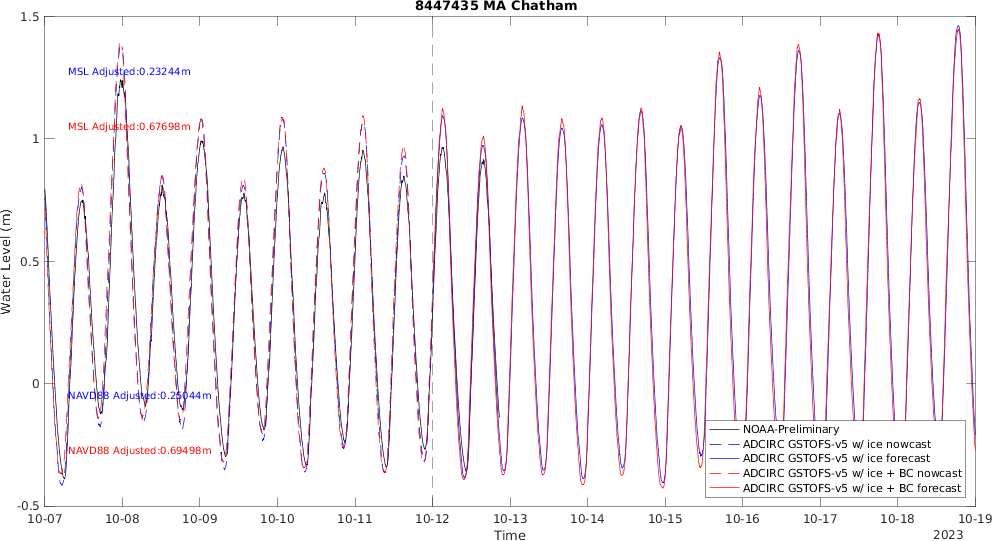 8447435 MA Chatham
1.5
1
0.5
0
-0.5
Water Level (m)
MSL Adjusted:0.23244m
MSL Adjusted:0.67698m
NAVD88 Adjusted:0.25044m
NAVD88 Adjusted:0.69498m
NOAA-Preliminary
ADCIRC GSTOFS-v5 w/ ice nowcast
ADCIRC GSTOFS-v5 w/ ice forecast
ADCIRC GSTOFS-v5 w/ ice + BC nowcast
ADCIRC GSTOFS-v5 w/ ice + BC forecast
10-07 10-08 10-09 10-10 10-11 10-12 10-13 10-14 10-15 10-16 10-17 10-18 10-19
Time
2023